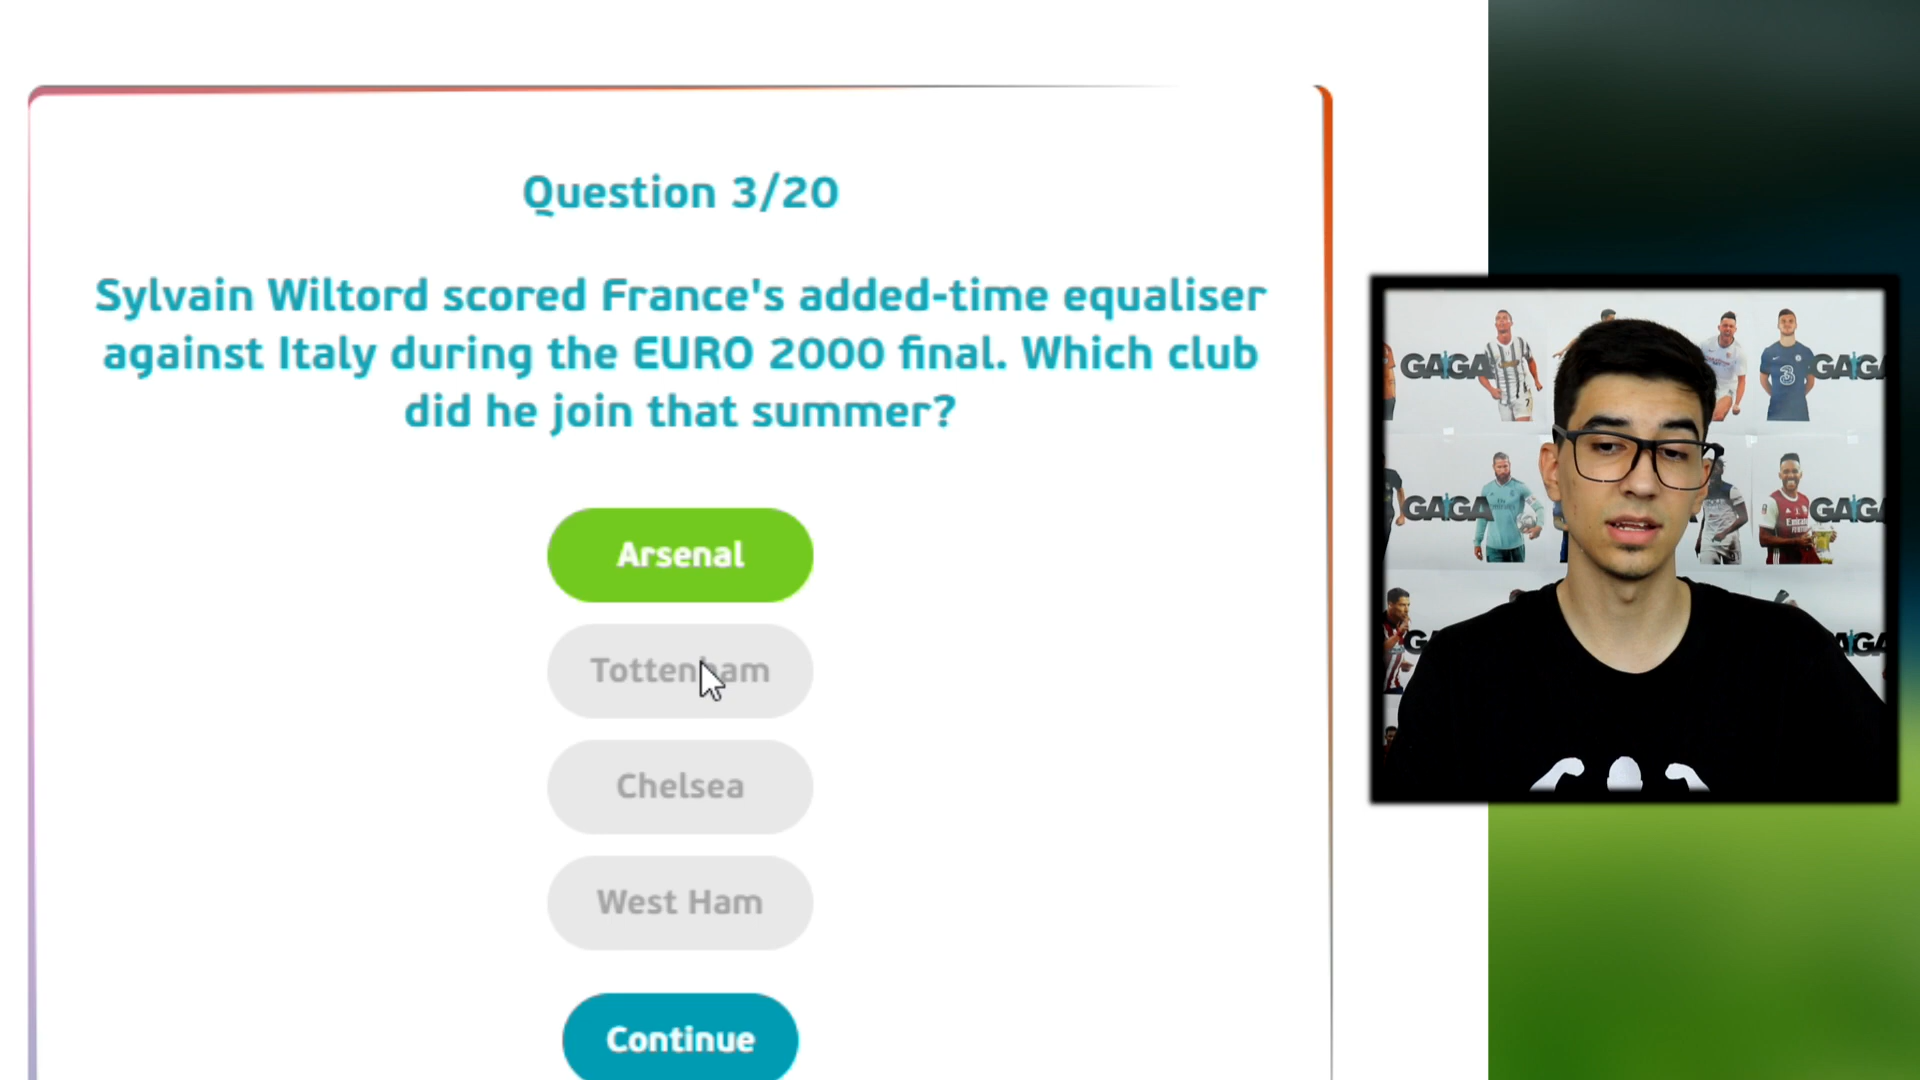 Question 3/20
Sylvain Wiltord scored France's added-time equaliser
against Italy during the EURO 2000 final. Which club
did he join that summer?
Arsenal
Tottenham
Chelsea
West Ham
Continue
GAGA
GAGA
GAGA
GAGA